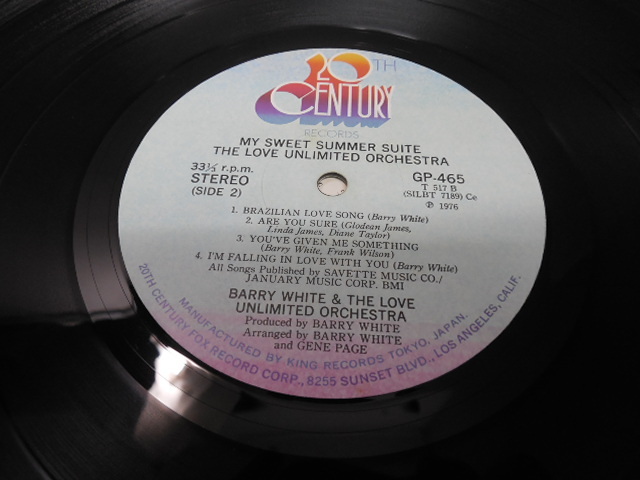 20TH
CENTURY
RECORDS
MY SWEET SUMMER SUITE
THE LOVE UNLIMITED ORCHESTRA
33⅓ r.p.m.
STEREO
(SIDE 2)
GP-465
T 517 B
(SILBT 7189) Ce
℗ 1976
1. BRAZILIAN LOVE SONG (Barry White)
2. ARE YOU SURE (Glodean James,
Linda James, Diane Taylor)
3. YOU'VE GIVEN ME SOMETHING
(Barry White, Frank Wilson)
4. I'M FALLING IN LOVE WITH YOU (Barry White)
All Songs Published by SAVETTE MUSIC CO./
JANUARY MUSIC CORP. BMI
BARRY WHITE & THE LOVE
UNLIMITED ORCHESTRA
Produced by BARRY WHITE
Arranged by BARRY WHITE
and GENE PAGE
MANUFACTURED BY KING RECORDS TOKYO, JAPAN.
20TH CENTURY FOX RECORD CORP., 8255 SUNSET BLVD., LOS ANGELES, CALIF.